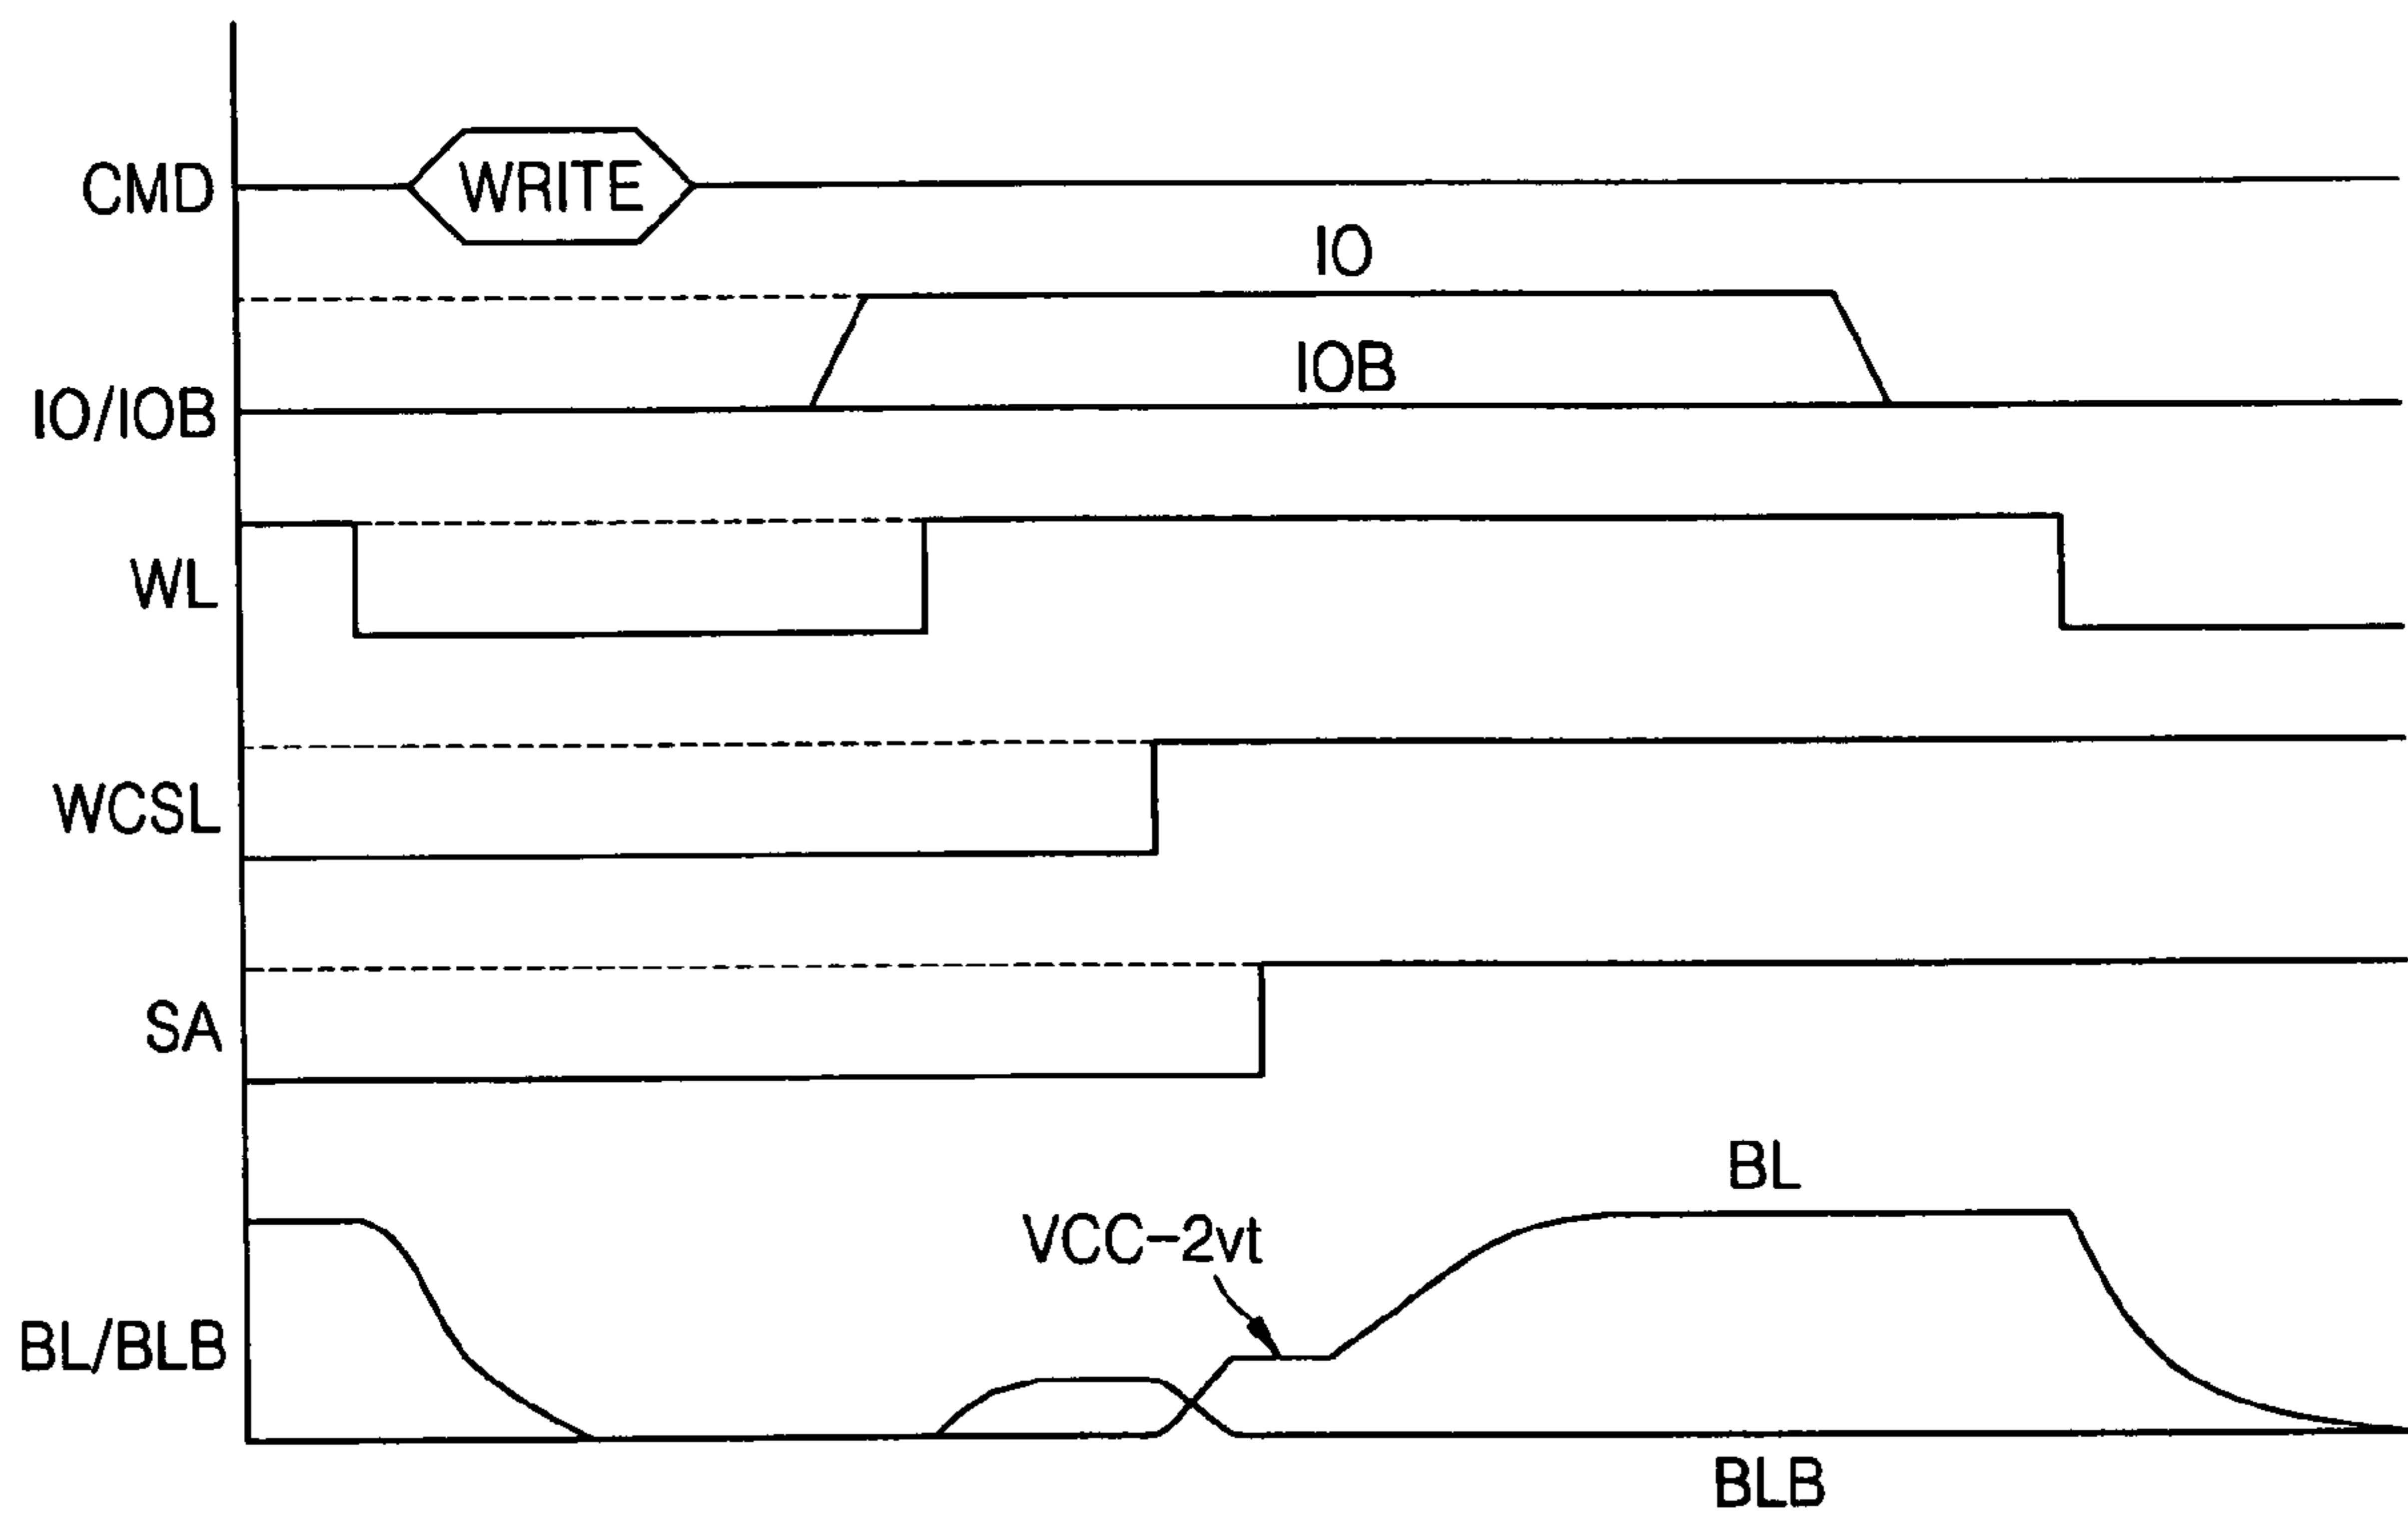 CMD
WRITE
IO
IO/IOB
IOB
WL
WCSL
SA
BL
VCC-2vt
BL/BLB
BLB